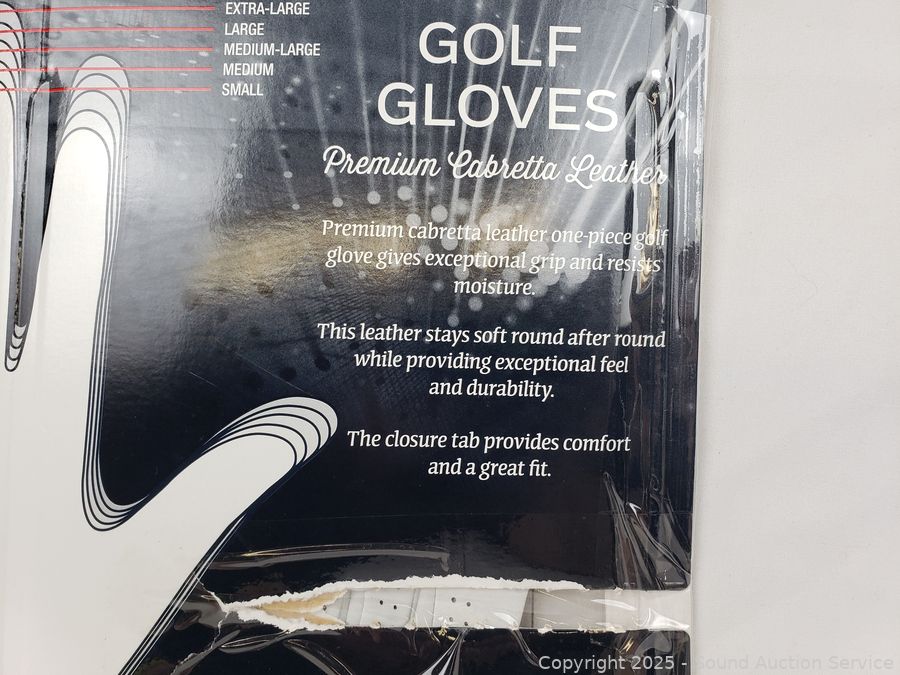 EXTRA-LARGE
LARGE
MEDIUM-LARGE
MEDIUM
SMALL
GOLF
GLOVES
Premium Cabretta Leather
Premium cabretta leather one-piece golf
glove gives exceptional grip and resists
moisture.
This leather stays soft round after round
while providing exceptional feel
and durability.
The closure tab provides comfort
and a great fit.
Copyright 2025 - Sound Auction Service